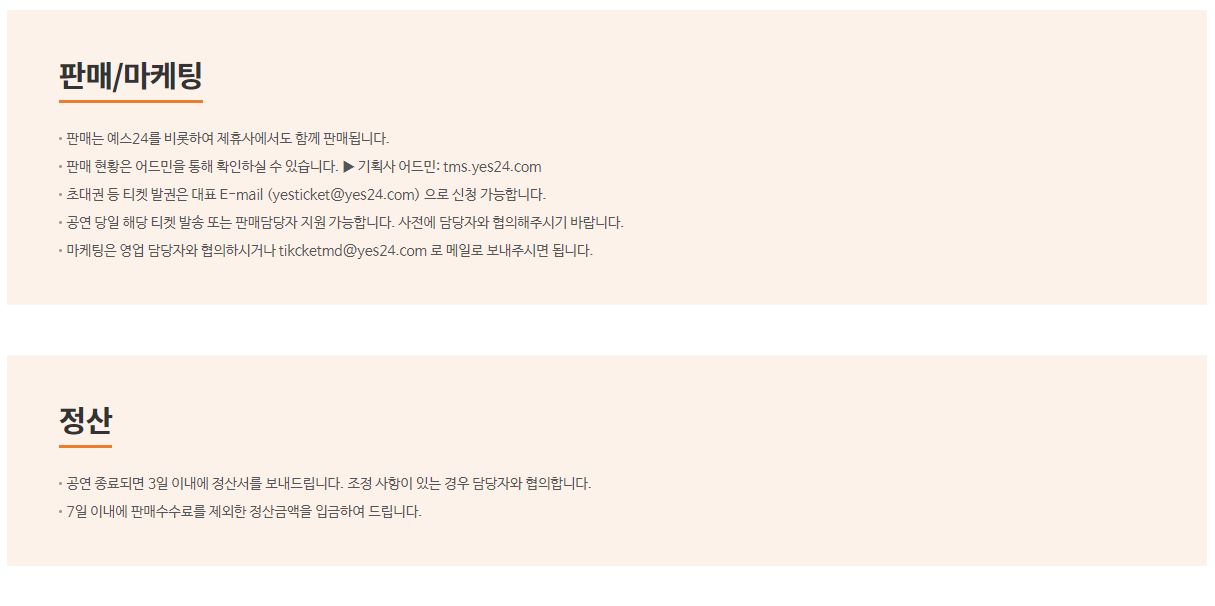 판매/마케팅
• 판매는 예스24를 비롯하여 제휴사에서도 함께 판매됩니다.
• 판매 현황은 어드민을 통해 확인하실 수 있습니다. ▶ 기획사 어드민: tms.yes24.com
• 초대권 등 티켓 발권은 대표 E-mail (yesticket@yes24.com) 으로 신청 가능합니다.
• 공연 당일 해당 티켓 발송 또는 판매담당자 지원 가능합니다. 사전에 담당자와 협의해주시기 바랍니다.
• 마케팅은 영업 담당자와 협의하시거나 tikcketmd@yes24.com 로 메일로 보내주시면 됩니다.
정산
• 공연 종료되면 3일 이내에 정산서를 보내드립니다. 조정 사항이 있는 경우 담당자와 협의합니다.
• 7일 이내에 판매수수료를 제외한 정산금액을 입금하여 드립니다.